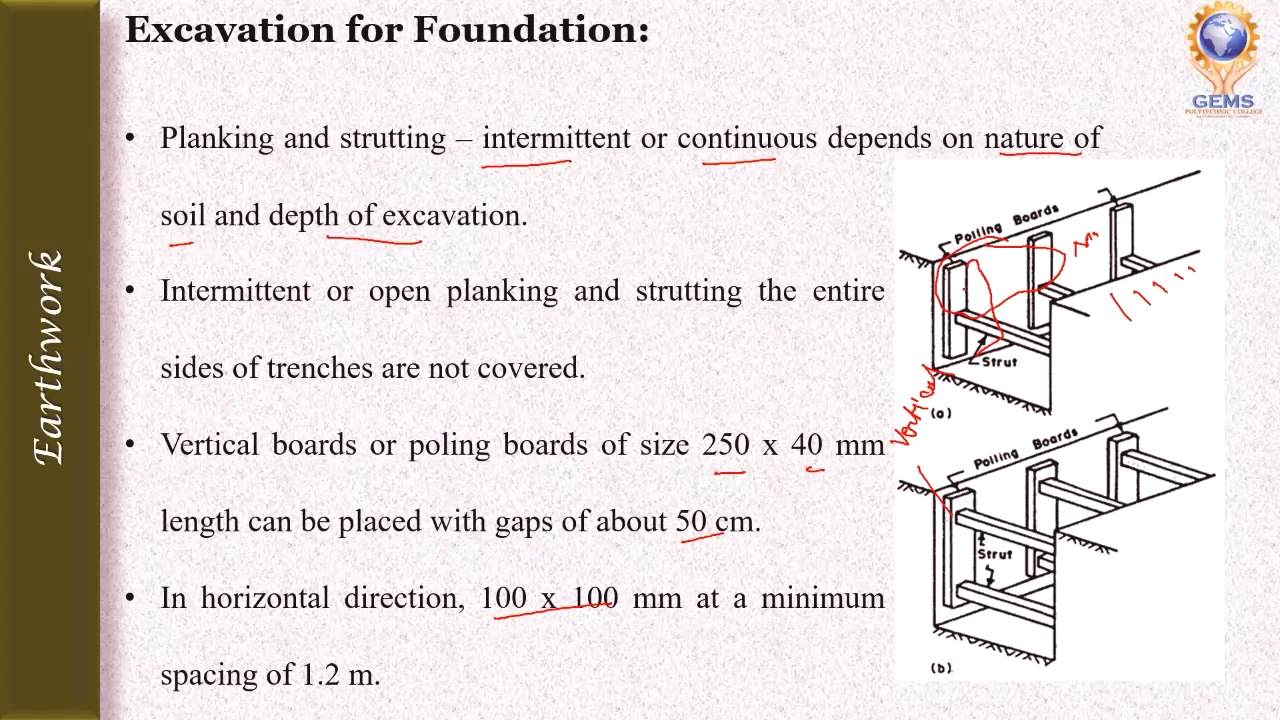 Excavation for Foundation:
GEMS
POLYTECHNIC COLLEGE
• Planking and strutting – intermittent or continuous depends on nature of
soil and depth of excavation.
• Intermittent or open planking and strutting the entire
sides of trenches are not covered.
• Vertical boards or poling boards of size 250 x 40 mm
length can be placed with gaps of about 50 cm.
• In horizontal direction, 100 x 100 mm at a minimum
spacing of 1.2 m.
Earthwork
Polling Boards
Strut
(a)
Vertical
Polling Boards
Strut
(b)